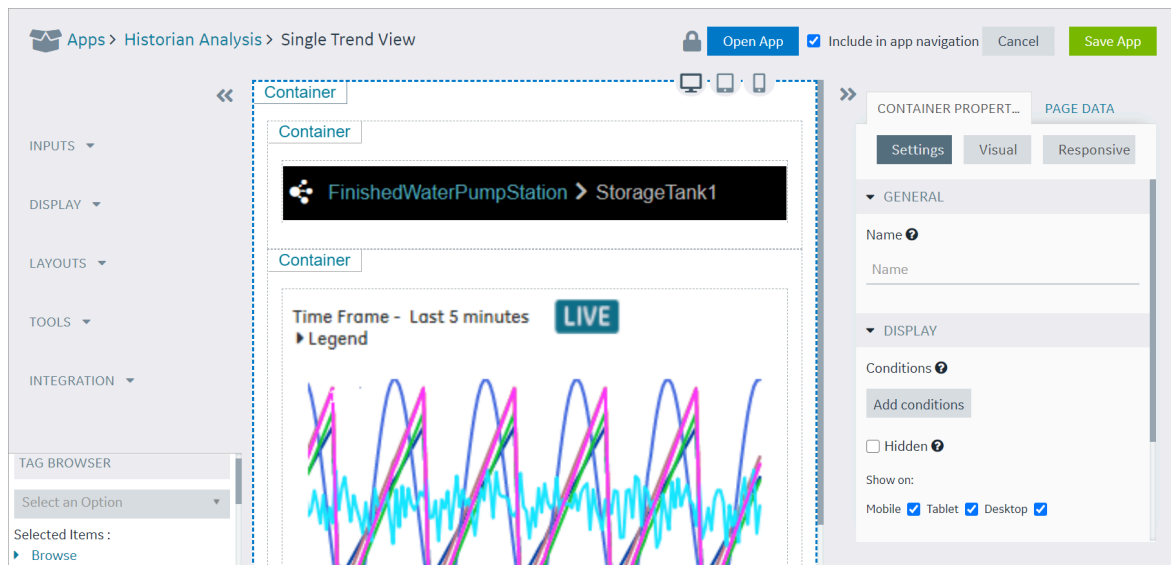 Apps > Historian Analysis > Single Trend View
Open App
Include in app navigation
Cancel
Save App
INPUTS
DISPLAY
LAYOUTS
TOOLS
INTEGRATION
TAG BROWSER
Select an Option
Selected Items :
Browse
Container
Container
FinishedWaterPumpStation > StorageTank1
Container
Time Frame - Last 5 minutes LIVE
Legend
CONTAINER PROPERT... PAGE DATA
Settings Visual Responsive
GENERAL
Name
Name
DISPLAY
Conditions
Add conditions
Hidden
Show on:
Mobile Tablet Desktop